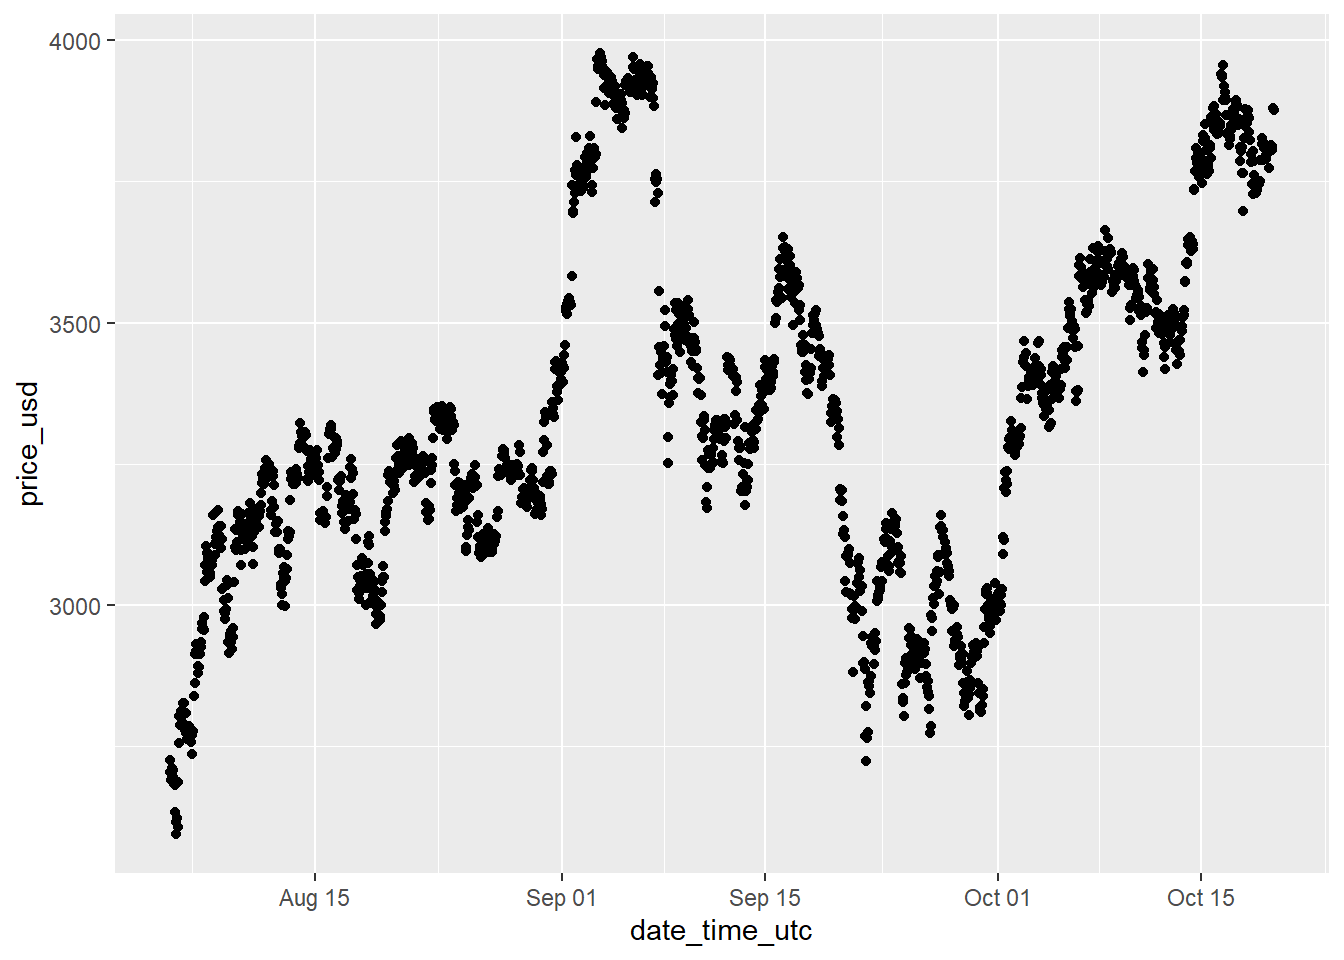 4000
3500
3000
price_usd
Aug 15
Sep 01
Sep 15
Oct 01
Oct 15
date_time_utc